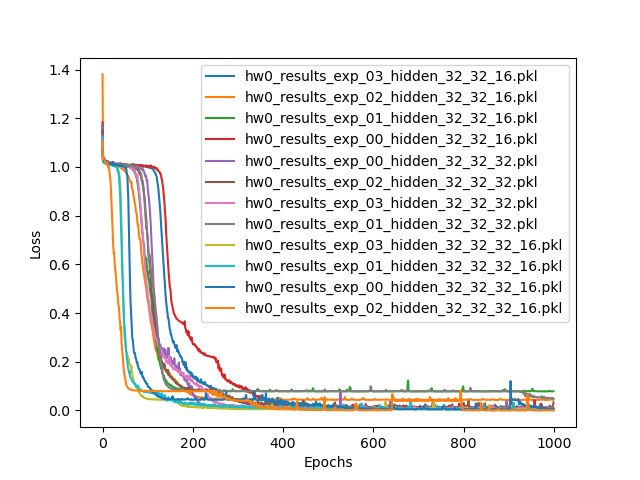 1.4
1.2
1.0
0.8
0.6
0.4
0.2
0.0
Loss
hw0_results_exp_03_hidden_32_32_16.pkl
hw0_results_exp_02_hidden_32_32_16.pkl
hw0_results_exp_01_hidden_32_32_16.pkl
hw0_results_exp_00_hidden_32_32_16.pkl
hw0_results_exp_00_hidden_32_32_32.pkl
hw0_results_exp_02_hidden_32_32_32.pkl
hw0_results_exp_03_hidden_32_32_32.pkl
hw0_results_exp_01_hidden_32_32_32.pkl
hw0_results_exp_03_hidden_32_32_32_16.pkl
hw0_results_exp_01_hidden_32_32_32_16.pkl
hw0_results_exp_00_hidden_32_32_32_16.pkl
hw0_results_exp_02_hidden_32_32_32_16.pkl
0 200 400 600 800 1000
Epochs